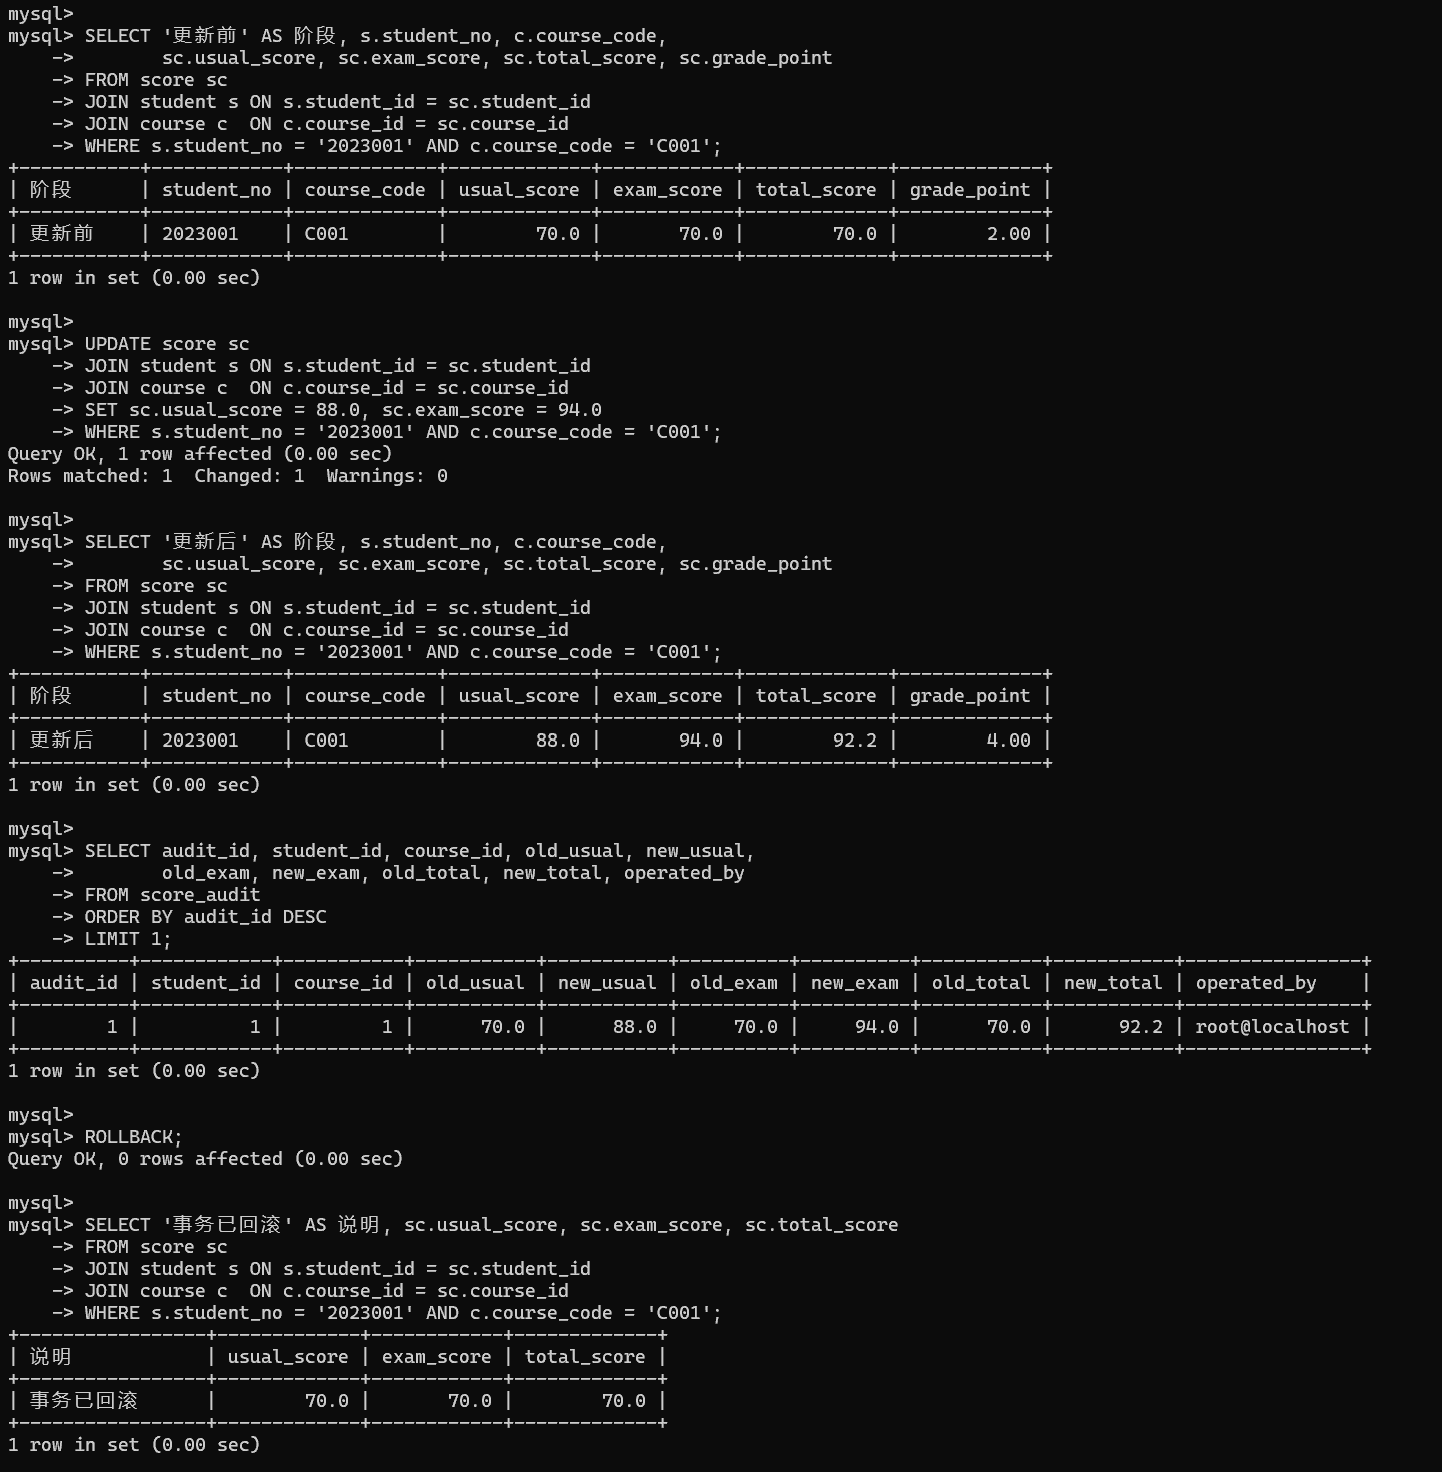 mysql>
mysql> SELECT '更新前' AS 阶段, s.student_no, c.course_code,
    ->        sc.usual_score, sc.exam_score, sc.total_score, sc.grade_point
    -> FROM score sc
    -> JOIN student s ON s.student_id = sc.student_id
    -> JOIN course c  ON c.course_id = sc.course_id
    -> WHERE s.student_no = '2023001' AND c.course_code = 'C001';
+-----------+------------+-------------+-------------+------------+-------------+-------------+
| 阶段      | student_no | course_code | usual_score | exam_score | total_score | grade_point |
+-----------+------------+-------------+-------------+------------+-------------+-------------+
| 更新前    | 2023001    | C001        |        70.0 |       70.0 |        70.0 |        2.00 |
+-----------+------------+-------------+-------------+------------+-------------+-------------+
1 row in set (0.00 sec)

mysql>
mysql> UPDATE score sc
    -> JOIN student s ON s.student_id = sc.student_id
    -> JOIN course c  ON c.course_id = sc.course_id
    -> SET sc.usual_score = 88.0, sc.exam_score = 94.0
    -> WHERE s.student_no = '2023001' AND c.course_code = 'C001';
Query OK, 1 row affected (0.00 sec)
Rows matched: 1  Changed: 1  Warnings: 0

mysql>
mysql> SELECT '更新后' AS 阶段, s.student_no, c.course_code,
    ->        sc.usual_score, sc.exam_score, sc.total_score, sc.grade_point
    -> FROM score sc
    -> JOIN student s ON s.student_id = sc.student_id
    -> JOIN course c  ON c.course_id = sc.course_id
    -> WHERE s.student_no = '2023001' AND c.course_code = 'C001';
+-----------+------------+-------------+-------------+------------+-------------+-------------+
| 阶段      | student_no | course_code | usual_score | exam_score | total_score | grade_point |
+-----------+------------+-------------+-------------+------------+-------------+-------------+
| 更新后    | 2023001    | C001        |        88.0 |       94.0 |        92.2 |        4.00 |
+-----------+------------+-------------+-------------+------------+-------------+-------------+
1 row in set (0.00 sec)

mysql>
mysql> SELECT audit_id, student_id, course_id, old_usual, new_usual,
    ->        old_exam, new_exam, old_total, new_total, operated_by
    -> FROM score_audit
    -> ORDER BY audit_id DESC
    -> LIMIT 1;
+----------+------------+-----------+-----------+-----------+----------+----------+-----------+-----------+----------------+
| audit_id | student_id | course_id | old_usual | new_usual | old_exam | new_exam | old_total | new_total | operated_by    |
+----------+------------+-----------+-----------+-----------+----------+----------+-----------+-----------+----------------+
|        1 |          1 |         1 |      70.0 |      88.0 |     70.0 |     94.0 |      70.0 |      92.2 | root@localhost |
+----------+------------+-----------+-----------+-----------+----------+----------+-----------+-----------+----------------+
1 row in set (0.00 sec)

mysql>
mysql> ROLLBACK;
Query OK, 0 rows affected (0.00 sec)

mysql>
mysql> SELECT '事务已回滚' AS 说明, sc.usual_score, sc.exam_score, sc.total_score
    -> FROM score sc
    -> JOIN student s ON s.student_id = sc.student_id
    -> JOIN course c  ON c.course_id = sc.course_id
    -> WHERE s.student_no = '2023001' AND c.course_code = 'C001';
+-----------------+-------------+------------+-------------+
| 说明            | usual_score | exam_score | total_score |
+-----------------+-------------+------------+-------------+
| 事务已回滚      |        70.0 |       70.0 |        70.0 |
+-----------------+-------------+------------+-------------+
1 row in set (0.00 sec)